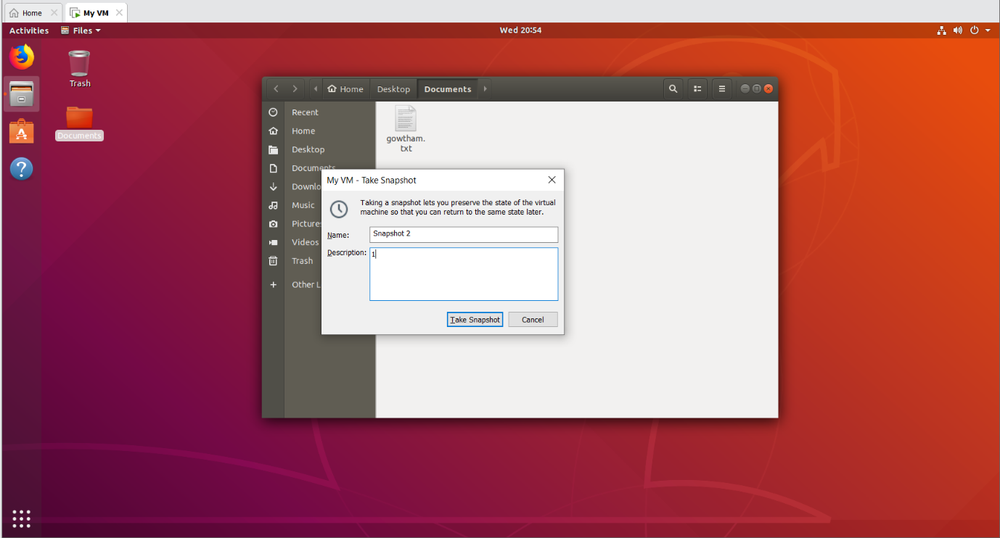 Home
My VM
Activities
Files
Wed 20:54
Trash
Documents
Home
Desktop
Documents
Recent
Home
Desktop
Documents
Downlo
Music
Pictures
Videos
Trash
Other L
gowtham.
txt
My VM - Take Snapshot
Taking a snapshot lets you preserve the state of the virtual
machine so that you can return to the same state later.
Name:
Snapshot 2
Description:
1
Take Snapshot
Cancel